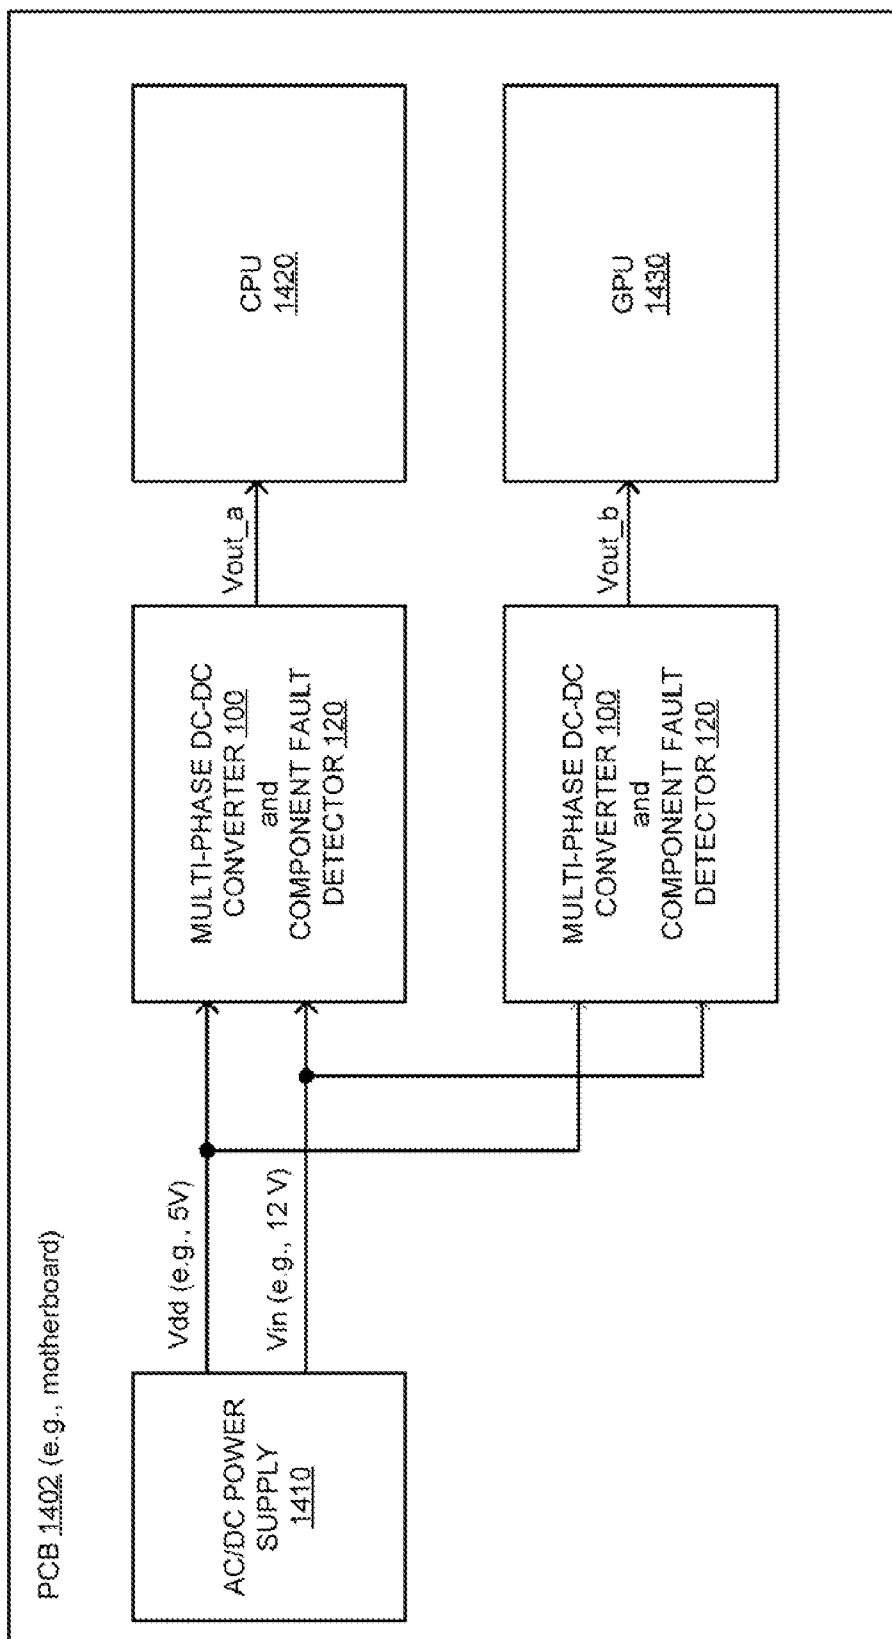 PCB 1402 (e.g., motherboard)
AC/DC POWER
SUPPLY
1410
Vdd (e.g., 5V)
Vin (e.g., 12 V)
MULTI-PHASE DC-DC
CONVERTER 100
and
COMPONENT FAULT
DETECTOR 120
Vout_a
CPU
1420
MULTI-PHASE DC-DC
CONVERTER 100
and
COMPONENT FAULT
DETECTOR 120
Vout_b
GPU
1430